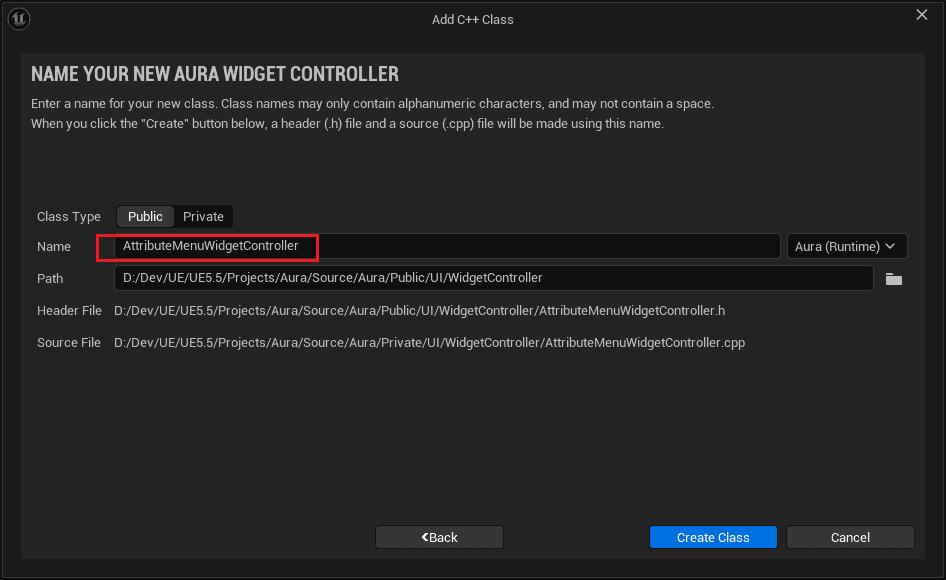 Add C++ Class
NAME YOUR NEW AURA WIDGET CONTROLLER
Enter a name for your new class. Class names may only contain alphanumeric characters, and may not contain a space.
When you click the "Create" button below, a header (.h) file and a source (.cpp) file will be made using this name.
Class Type Public Private
Name AttributeMenuWidgetController Aura (Runtime)
Path D:/Dev/UE/UE5.5/Projects/Aura/Source/Aura/Public/UI/WidgetController
Header File D:/Dev/UE/UE5.5/Projects/Aura/Source/Aura/Public/UI/WidgetController/AttributeMenuWidgetController.h
Source File D:/Dev/UE/UE5.5/Projects/Aura/Source/Aura/Private/UI/WidgetController/AttributeMenuWidgetController.cpp
Back Create Class Cancel